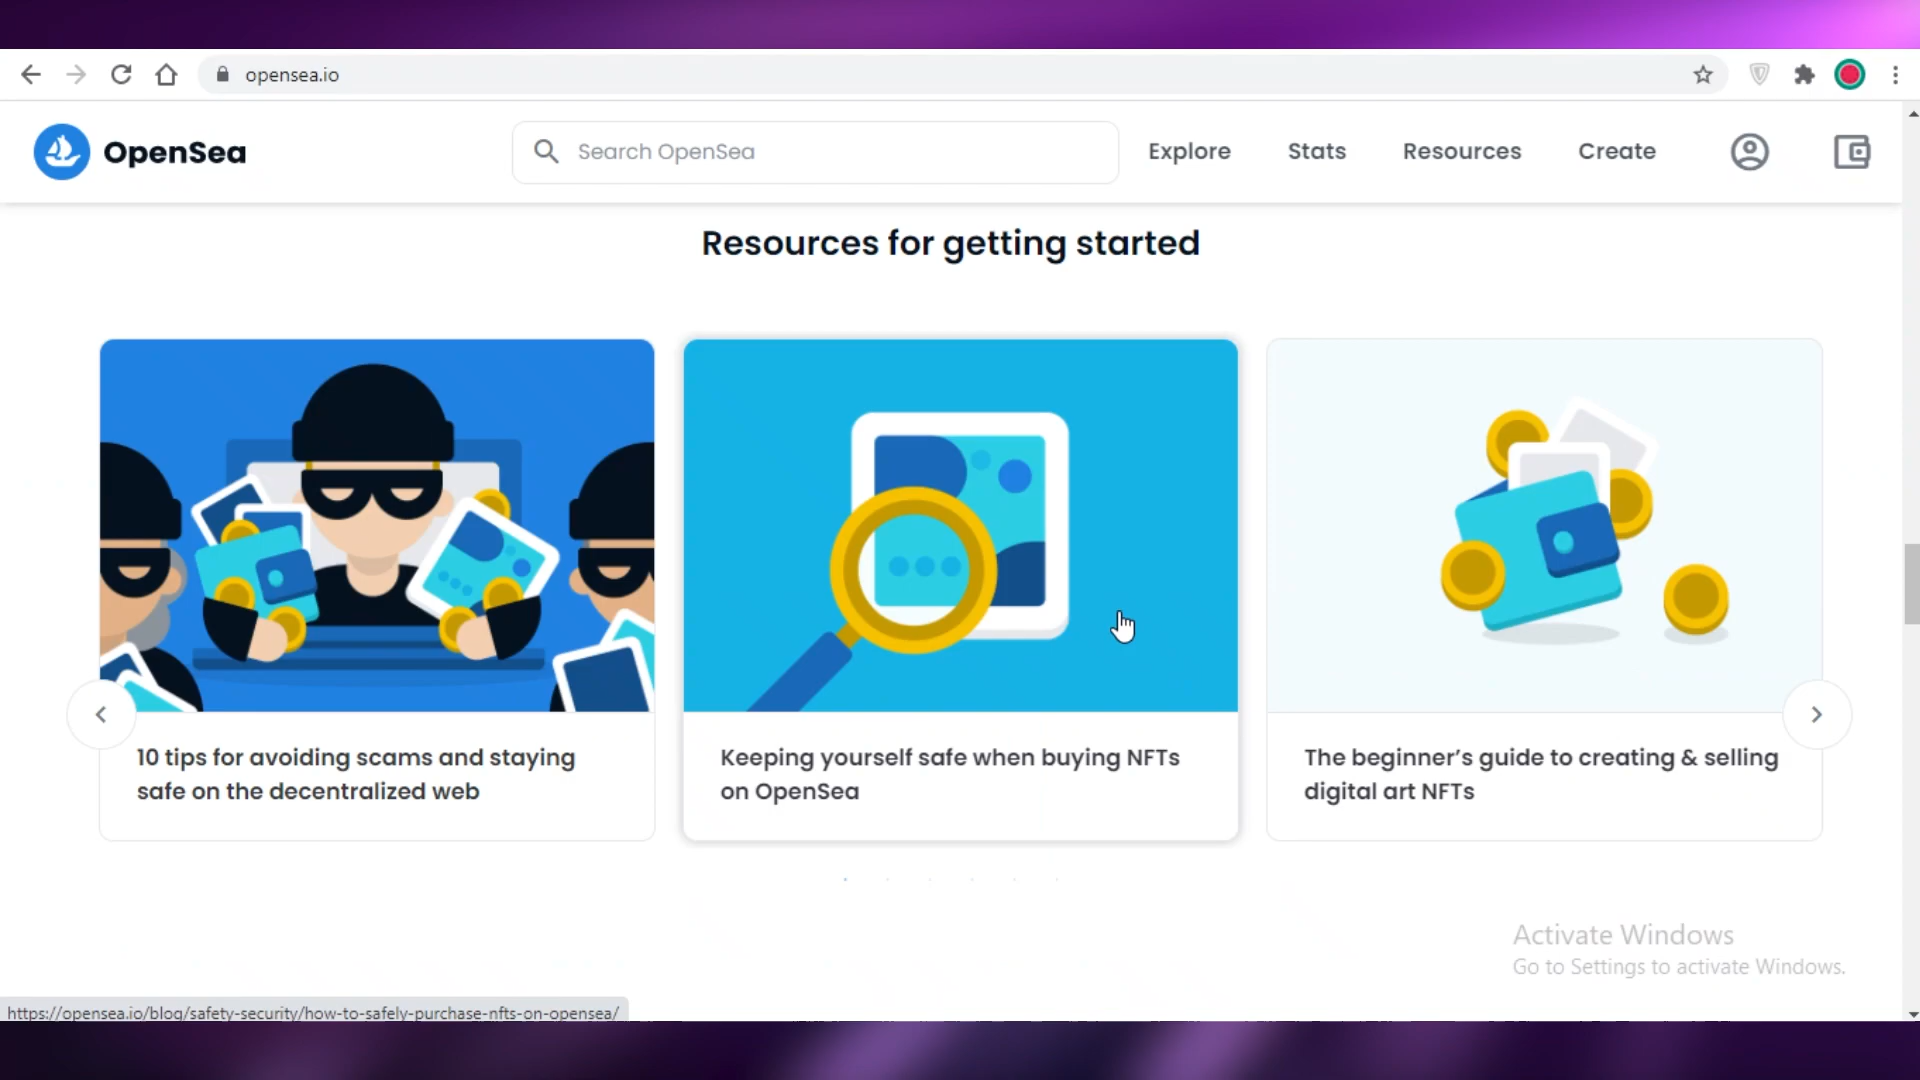 opensea.io
OpenSea
Search OpenSea
Explore
Stats
Resources
Create
Resources for getting started
10 tips for avoiding scams and staying
safe on the decentralized web
Keeping yourself safe when buying NFTs
on OpenSea
The beginner’s guide to creating & selling
digital art NFTs
Activate Windows
Go to Settings to activate Windows.
https://opensea.io/blog/safety-security/how-to-safely-purchase-nfts-on-opensea/